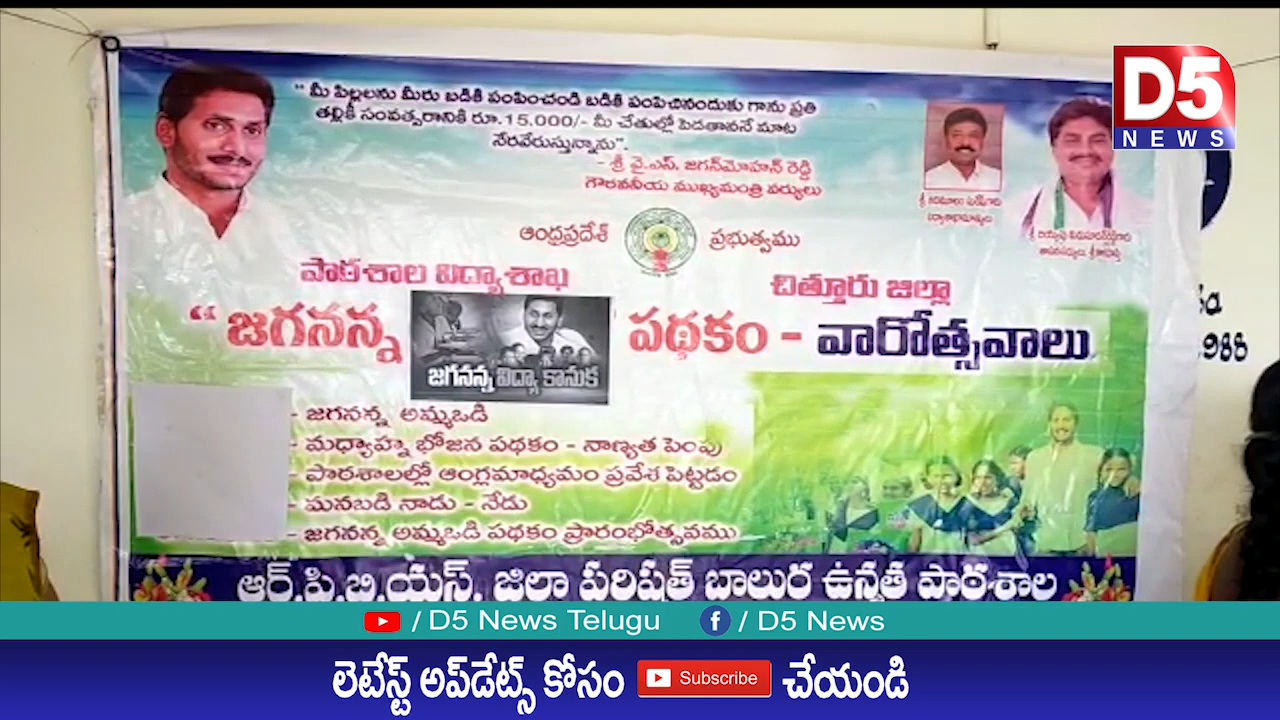 " మీ పిల్లలను మీరు బడికి పంపించండి బడికి పంపినందుకు గాను ప్రతి
తల్లికీ సంవత్సరానికి రూ. 15,000/- మీ చేతుల్లో పెడతాననే మాట
నేరవేరుస్తున్నాను".
- శ్రీ వై.ఎస్. జగన్‌మోహన్ రెడ్డి
గౌరవనీయ ముఖ్యమంత్రి వర్యులు
D5
NEWS
ఆంధ్రప్రదేశ్ ప్రభుత్వము
పాఠశాల విద్యాశాఖ
చిత్తూరు జిల్లా
" జగనన్న
జగనన్న విద్యా కానుక
పథకం - వారోత్సవాలు
988
- జగనన్న అమ్మఒడి
- మధ్యాహ్న భోజన పథకం - నాణ్యత పెంపు
- పాఠశాలల్లో ఆంగ్లమాధ్యమం ప్రవేశ పెట్టడం
- మనబడి నాడు - నేడు
- జగనన్న అమ్మఒడి పథకం ప్రారంభోత్సవము
ఆర్.పి.బి.యస్. జిలా పరిషత్ బాలుర ఉన్నత పాఠశాల
/ D5 News Telugu
/ D5 News
లెటేస్ట్ అప్‌డేట్స్ కోసం
Subscribe
చేయండి